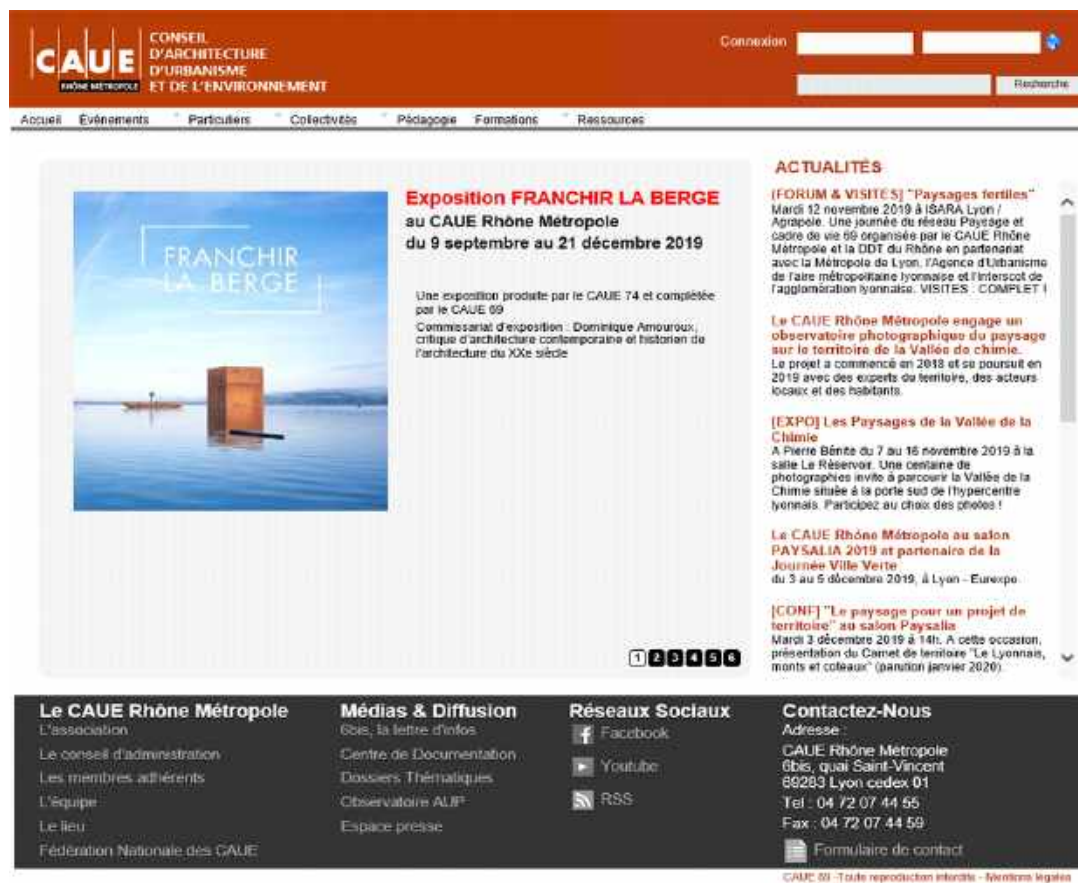 CAUE
RHÔNE MÉTROPOLE
CONSEIL
D'ARCHITECTURE
D'URBANISME
ET DE L'ENVIRONNEMENT
Connexion
Recherche
Accueil Événements Particuliers Collectivités Pédagogie Formations Ressources
FRANCHIR
LA BERGE
Exposition FRANCHIR LA BERGE
au CAUE Rhône Métropole
du 9 septembre au 21 décembre 2019
Une exposition produite par le CAUE 74 et complétée
par le CAUE 69
Commissariat d'exposition : Dominique Amouroux,
critique d'architecture contemporaine et historien de
l'architecture du XXe siècle
1 2 3 4 5 6
ACTUALITÉS
[FORUM & VISITES] "Paysages fertiles"
Mardi 12 novembre 2019 à ISARA Lyon /
Agrapole. Une journée du réseau Paysage et
cadre de vie 69 organisée par le CAUE Rhône
Métropole et la DDT du Rhône en partenariat
avec la Métropole de Lyon, l'Agence d'Urbanisme
de l'aire métropolitaine lyonnaise et l'Interscot de
l'agglomération lyonnaise. VISITES : COMPLET !
Le CAUE Rhône Métropole engage un
observatoire photographique du paysage
sur le territoire de la Vallée de chimie.
Le projet a commencé en 2018 et se poursuit en
2019 avec des experts du territoire, des acteurs
locaux et des habitants.
[EXPO] Les Paysages de la Vallée de la
Chimie
A Pierre Bénite du 7 au 16 novembre 2019 à la
salle Le Réservoir. Une centaine de
photographies invite à parcourir la Vallée de la
Chimie située à la porte sud de l'hypercentre
lyonnais. Participez au choix des photos !
Le CAUE Rhône Métropole au salon
PAYSALIA 2019 et partenaire de la
Journée Ville Verte
du 3 au 5 décembre 2019, à Lyon - Eurexpo.
[CONF] "Le paysage pour un projet de
territoire" au salon Paysalia
Mardi 3 décembre 2019 à 14h. A cette occasion,
présentation du Carnet de territoire "Le Lyonnais,
monts et coteaux" (parution janvier 2020).
Le CAUE Rhône Métropole
L'association
Le conseil d'administration
Les membres adhérents
L'équipe
Le lieu
Fédération Nationale des CAUE
Médias & Diffusion
6bis, la lettre d'infos
Centre de Documentation
Dossiers Thématiques
Observatoire AUP
Espace presse
Réseaux Sociaux
Facebook
Youtube
RSS
Contactez-Nous
Adresse :
CAUE Rhône Métropole
6bis, quai Saint-Vincent
69283 Lyon cedex 01
Tel : 04 72 07 44 55
Fax : 04 72 07 44 59
Formulaire de contact
CAUE 69 -Toute reproduction interdite - Mentions légales